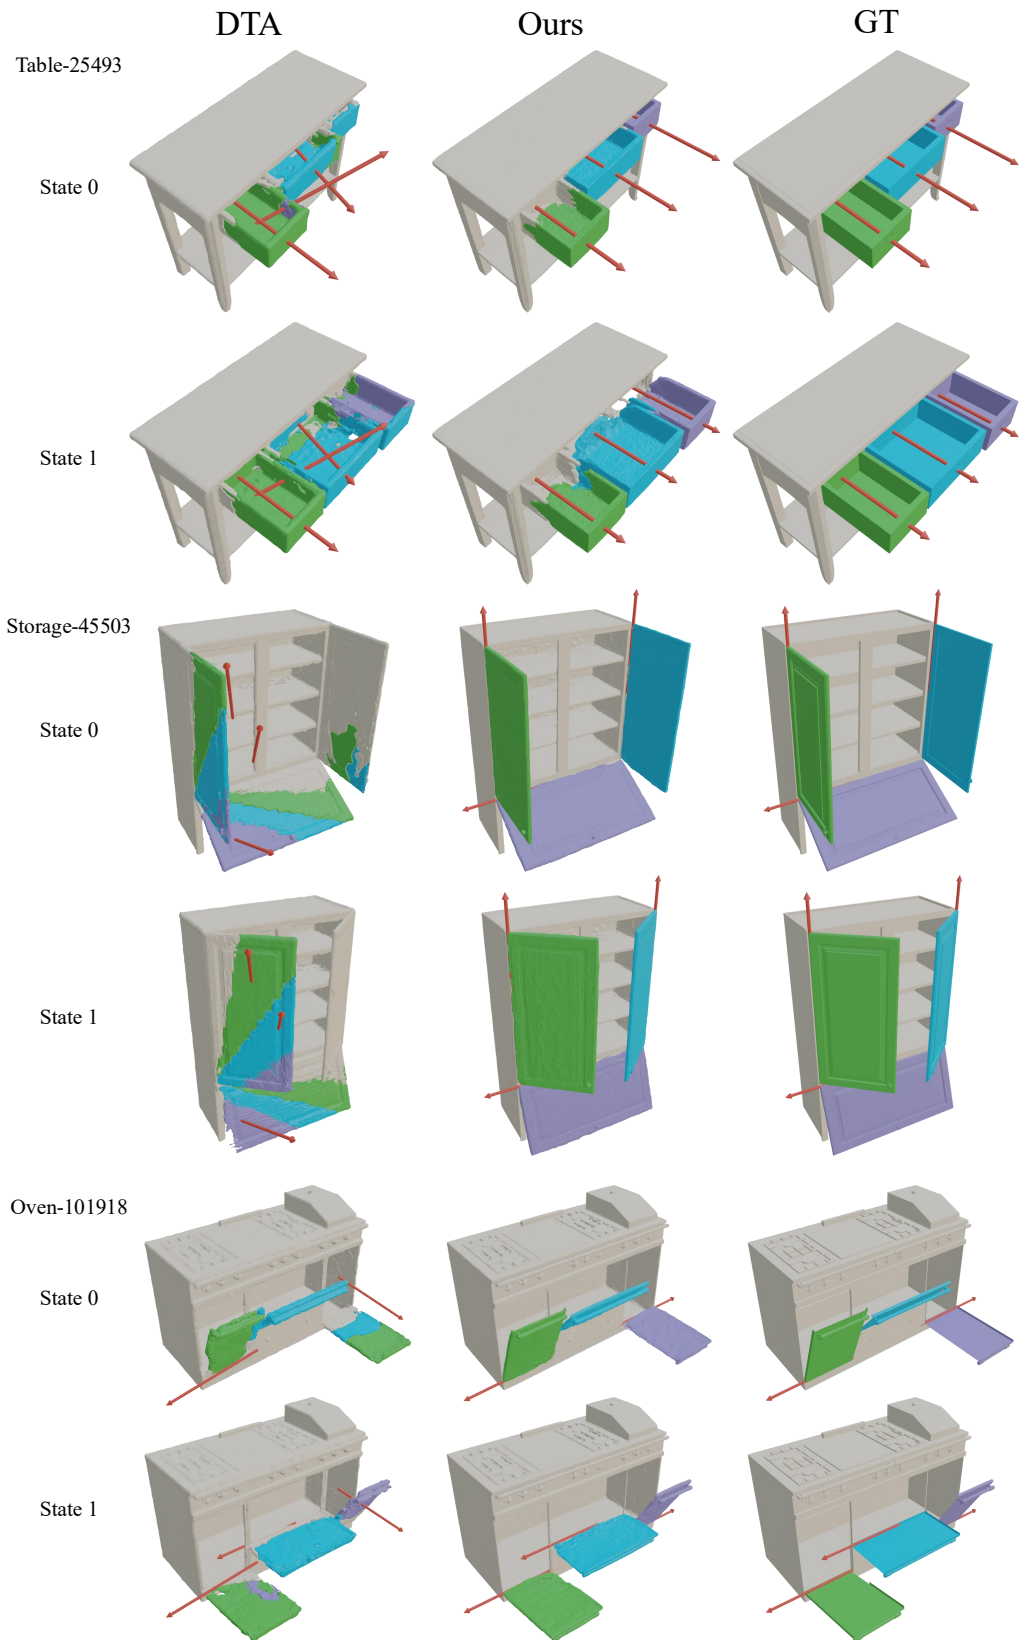 DTA Ours GT
Table-25493
State 0
State 1
Storage-45503
State 0
State 1
Oven-101918
State 0
State 1